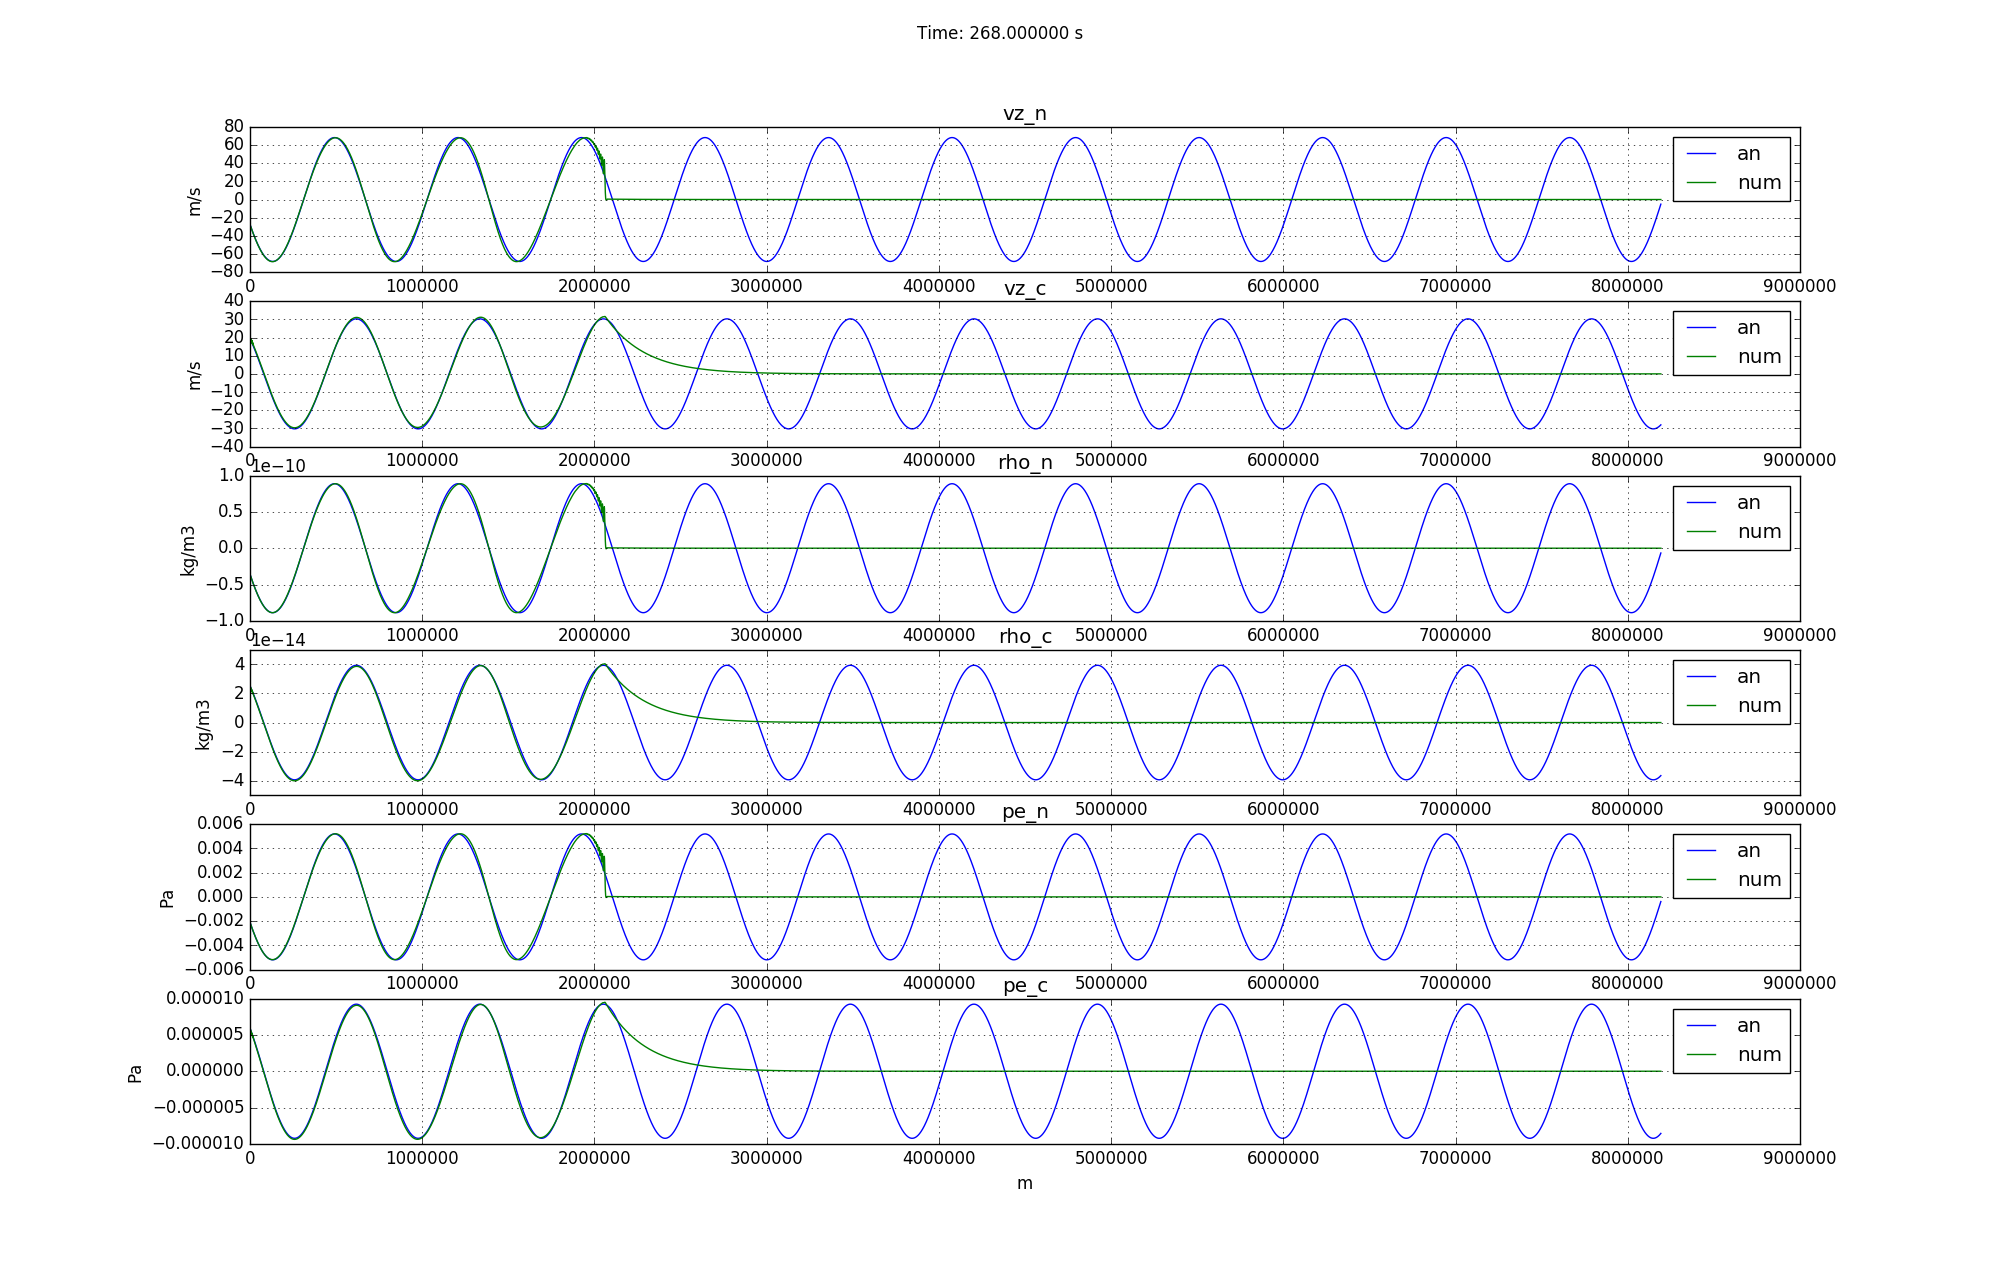 Time: 268.000000 s
vz_n
80
60
40
20
0
−20
−40
−60
−80
m/s
an
num
0 1000000 2000000 3000000 4000000 5000000 6000000 7000000 8000000 9000000
vz_c
40
30
20
10
0
−10
−20
−30
−40
m/s
an
num
0 1000000 2000000 3000000 4000000 5000000 6000000 7000000 8000000 9000000
1e−10
rho_n
1.0
0.5
0.0
−0.5
−1.0
kg/m3
an
num
0 1000000 2000000 3000000 4000000 5000000 6000000 7000000 8000000 9000000
1e−14
rho_c
4
2
0
−2
−4
kg/m3
an
num
0 1000000 2000000 3000000 4000000 5000000 6000000 7000000 8000000 9000000
pe_n
0.006
0.004
0.002
0.000
−0.002
−0.004
−0.006
Pa
an
num
0 1000000 2000000 3000000 4000000 5000000 6000000 7000000 8000000 9000000
pe_c
0.000010
0.000005
0.000000
−0.000005
−0.000010
Pa
an
num
0 1000000 2000000 3000000 4000000 5000000 6000000 7000000 8000000 9000000
m